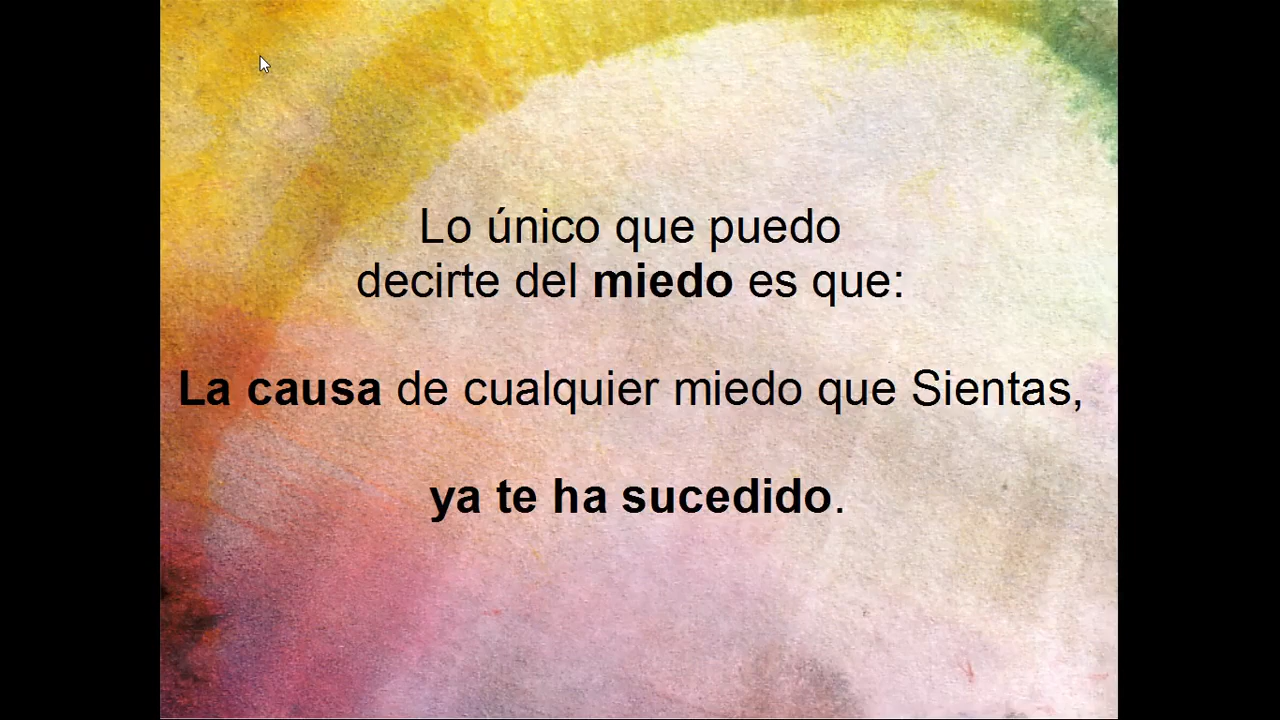 Lo único que puedo
decirte del miedo es que:
La causa de cualquier miedo que Sientas,
ya te ha sucedido.